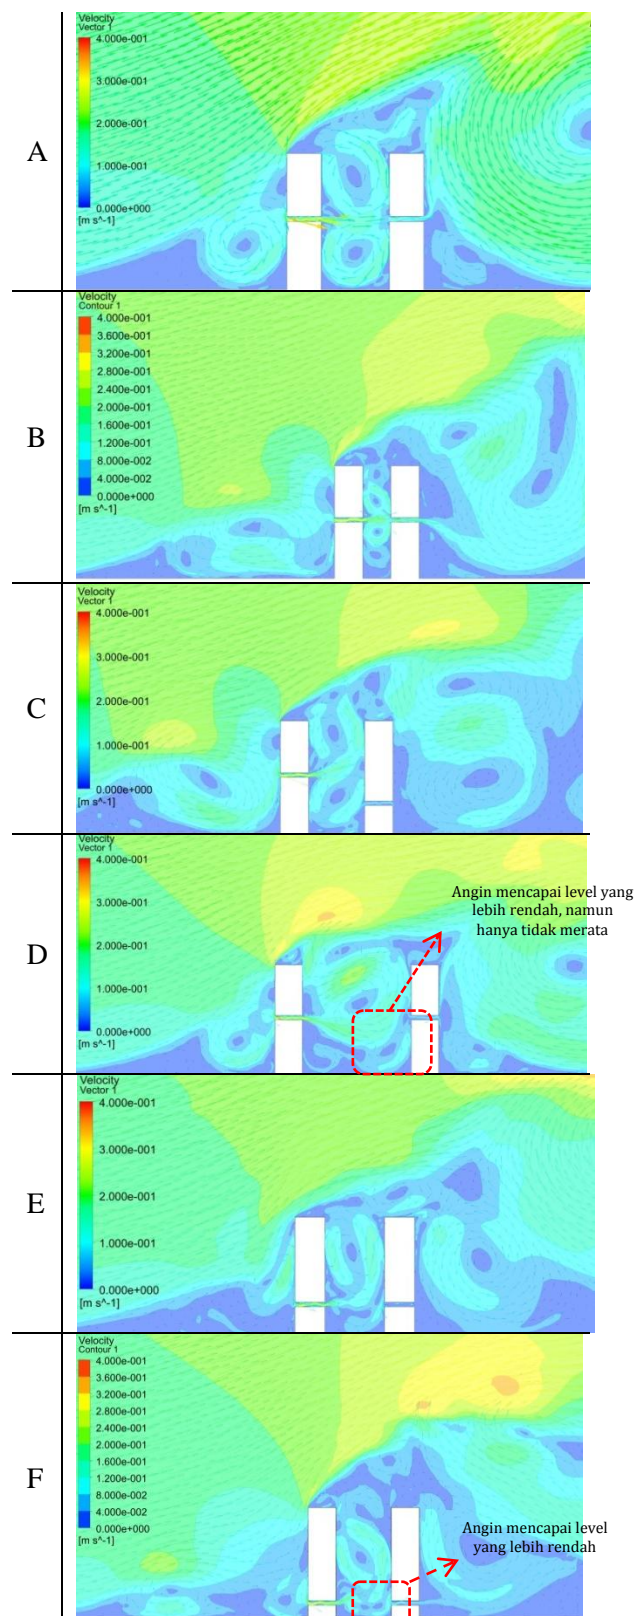 A
Velocity
Vector 1
4.000e-001
3.000e-001
2.000e-001
1.000e-001
0.000e+000
[m s^-1]
B
Velocity
Contour 1
4.000e-001
3.600e-001
3.200e-001
2.800e-001
2.400e-001
2.000e-001
1.600e-001
1.200e-001
8.000e-002
4.000e-002
0.000e+000
[m s^-1]
C
Velocity
Vector 1
4.000e-001
3.000e-001
2.000e-001
1.000e-001
0.000e+000
[m s^-1]
D
Velocity
Vector 1
4.000e-001
3.000e-001
2.000e-001
1.000e-001
0.000e+000
[m s^-1]
Angin mencapai level yang
lebih rendah, namun
hanya tidak merata
E
Velocity
Vector 1
4.000e-001
3.000e-001
2.000e-001
1.000e-001
0.000e+000
[m s^-1]
F
Velocity
Contour 1
4.000e-001
3.600e-001
3.200e-001
2.800e-001
2.400e-001
2.000e-001
1.600e-001
1.200e-001
8.000e-002
4.000e-002
0.000e+000
[m s^-1]
Angin mencapai level
yang lebih rendah